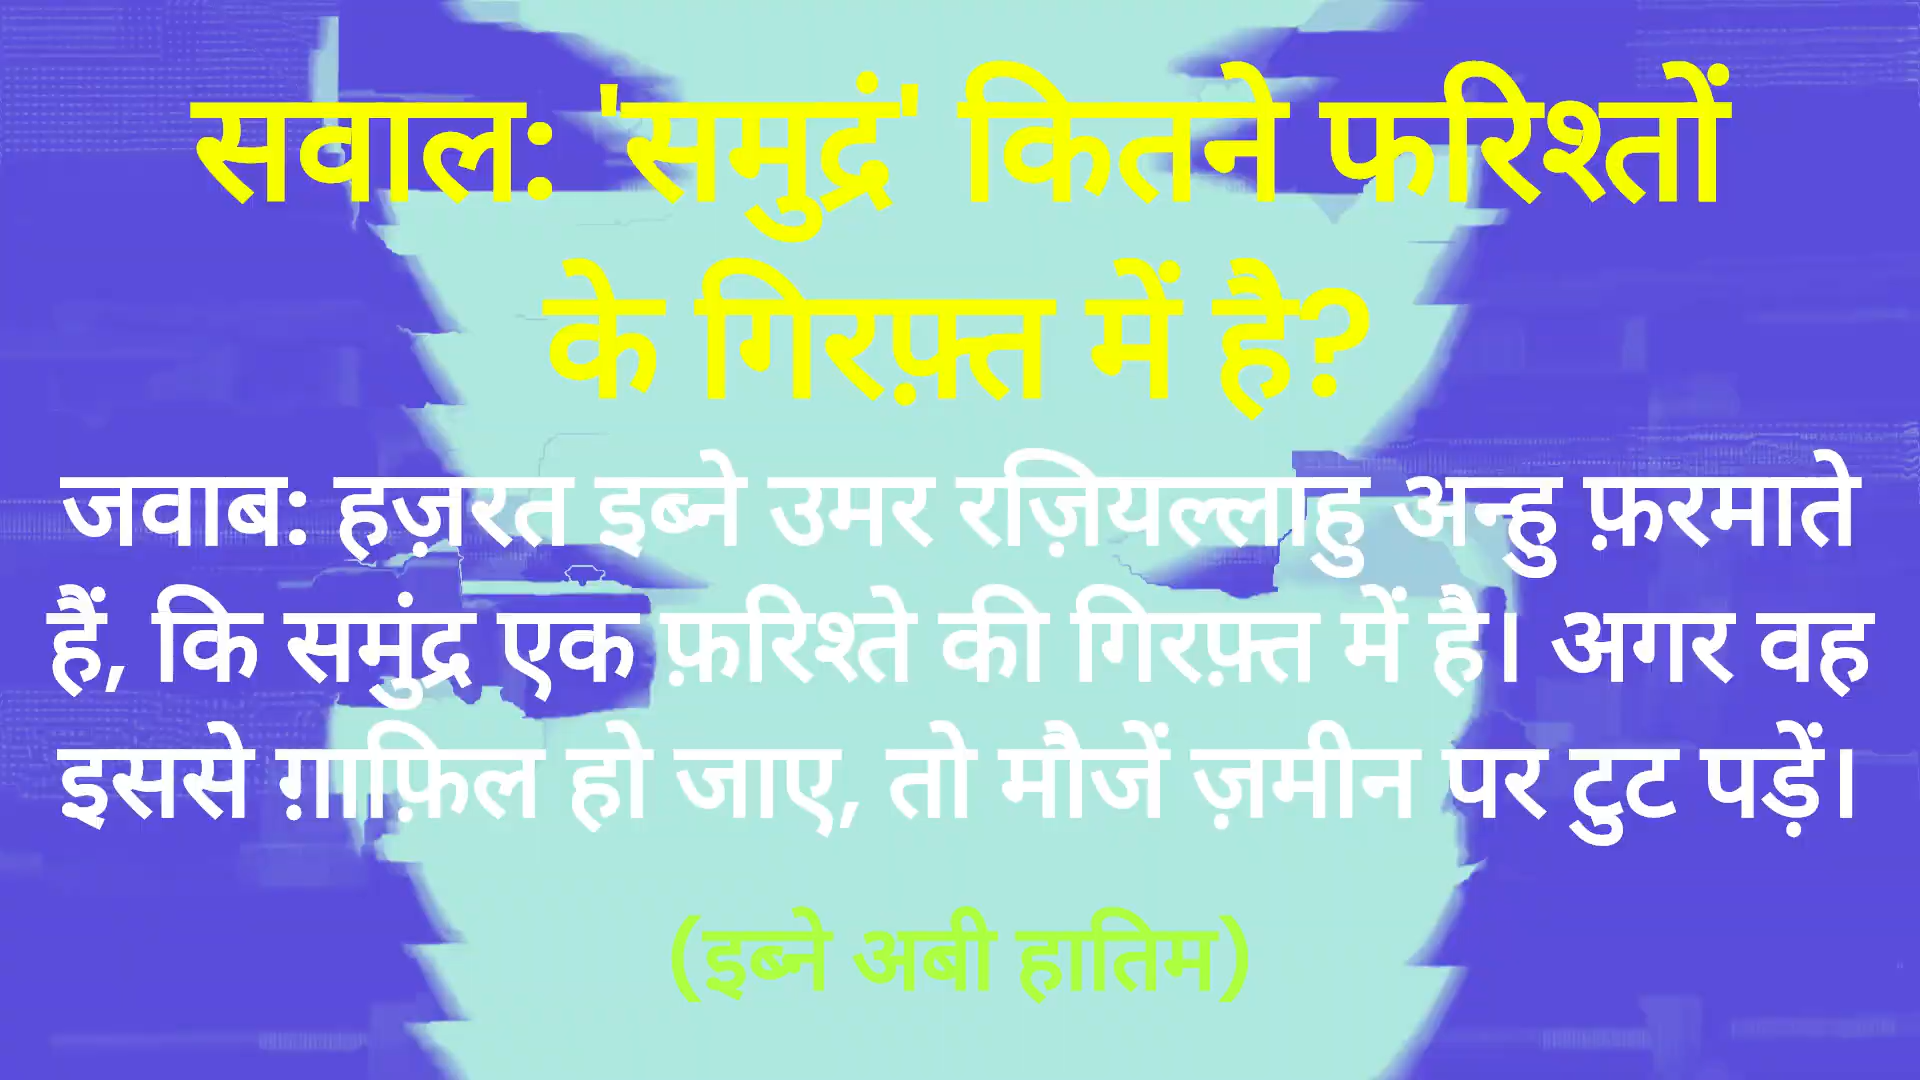 सवाल: 'समुद्रं' कितने फरिश्तों
के गिरफ़्त में है?
जवाब: हज़रत इब्ने उमर रज़ियल्लाहु अन्हु फ़रमाते
हैं, कि समुंद्र एक फ़रिश्ते की गिरफ़्त में है। अगर वह
इससे ग़ाफ़िल हो जाए, तो मौजें ज़मीन पर टुट पड़ें।
(इब्ने अबी हातिम)